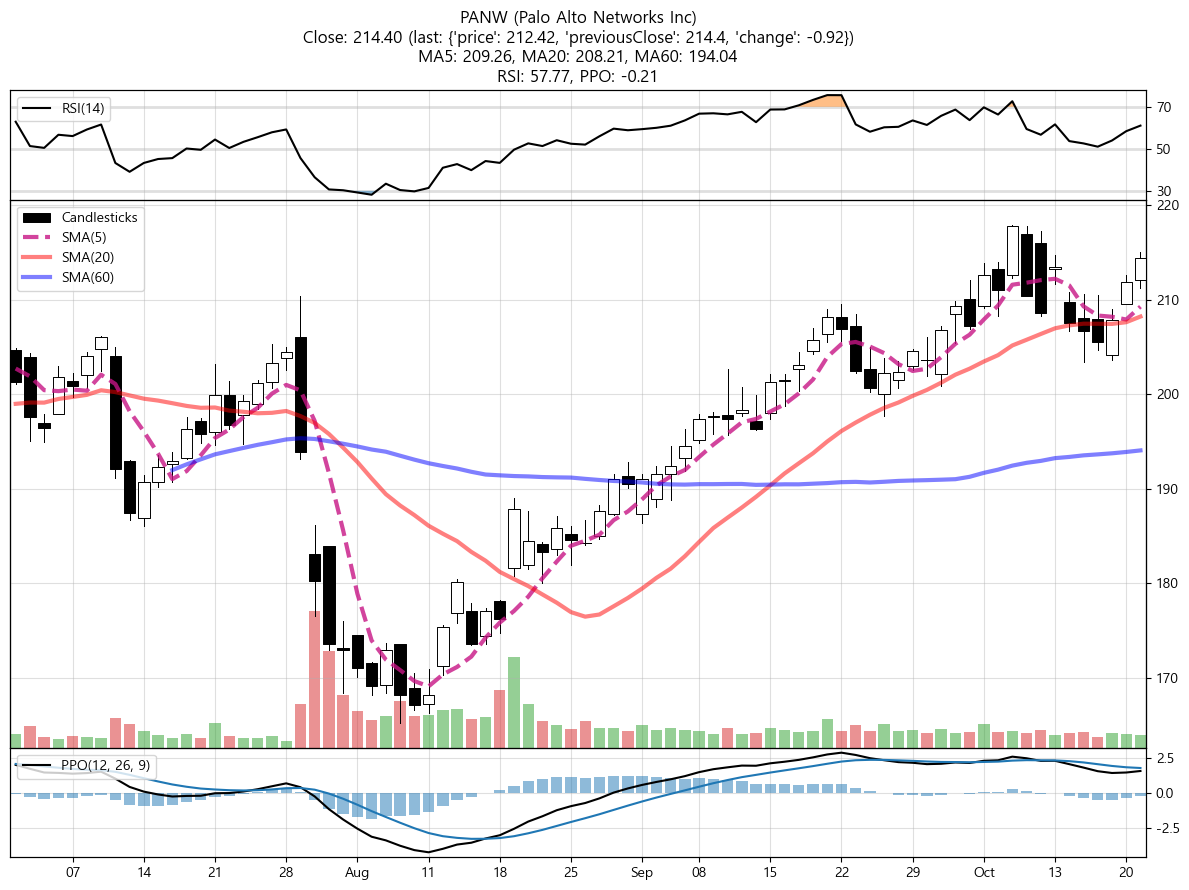 PANW (Palo Alto Networks Inc)
Close: 214.40 (last: {'price': 212.42, 'previousClose': 214.4, 'change': -0.92})
MA5: 209.26, MA20: 208.21, MA60: 194.04
RSI: 57.77, PPO: -0.21
RSI(14)
70
50
30
Candlesticks
SMA(5)
SMA(20)
SMA(60)
220
210
200
190
180
170
PPO(12, 26, 9)
2.5
0.0
-2.5
07 14 21 28 Aug 11 18 25 Sep 08 15 22 29 Oct 13 20